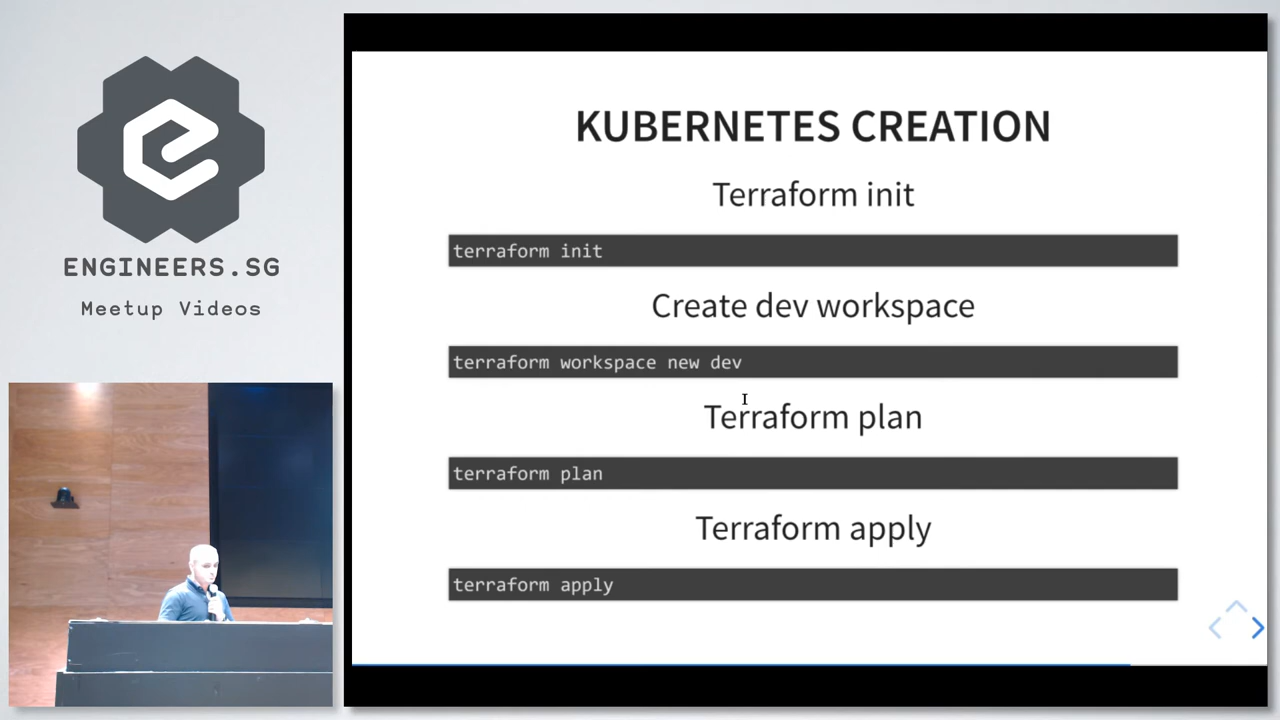 ENGINEERS.SG
Meetup Videos
KUBERNETES CREATION
Terraform init
terraform init
Create dev workspace
terraform workspace new dev
Terraform plan
terraform plan
Terraform apply
terraform apply